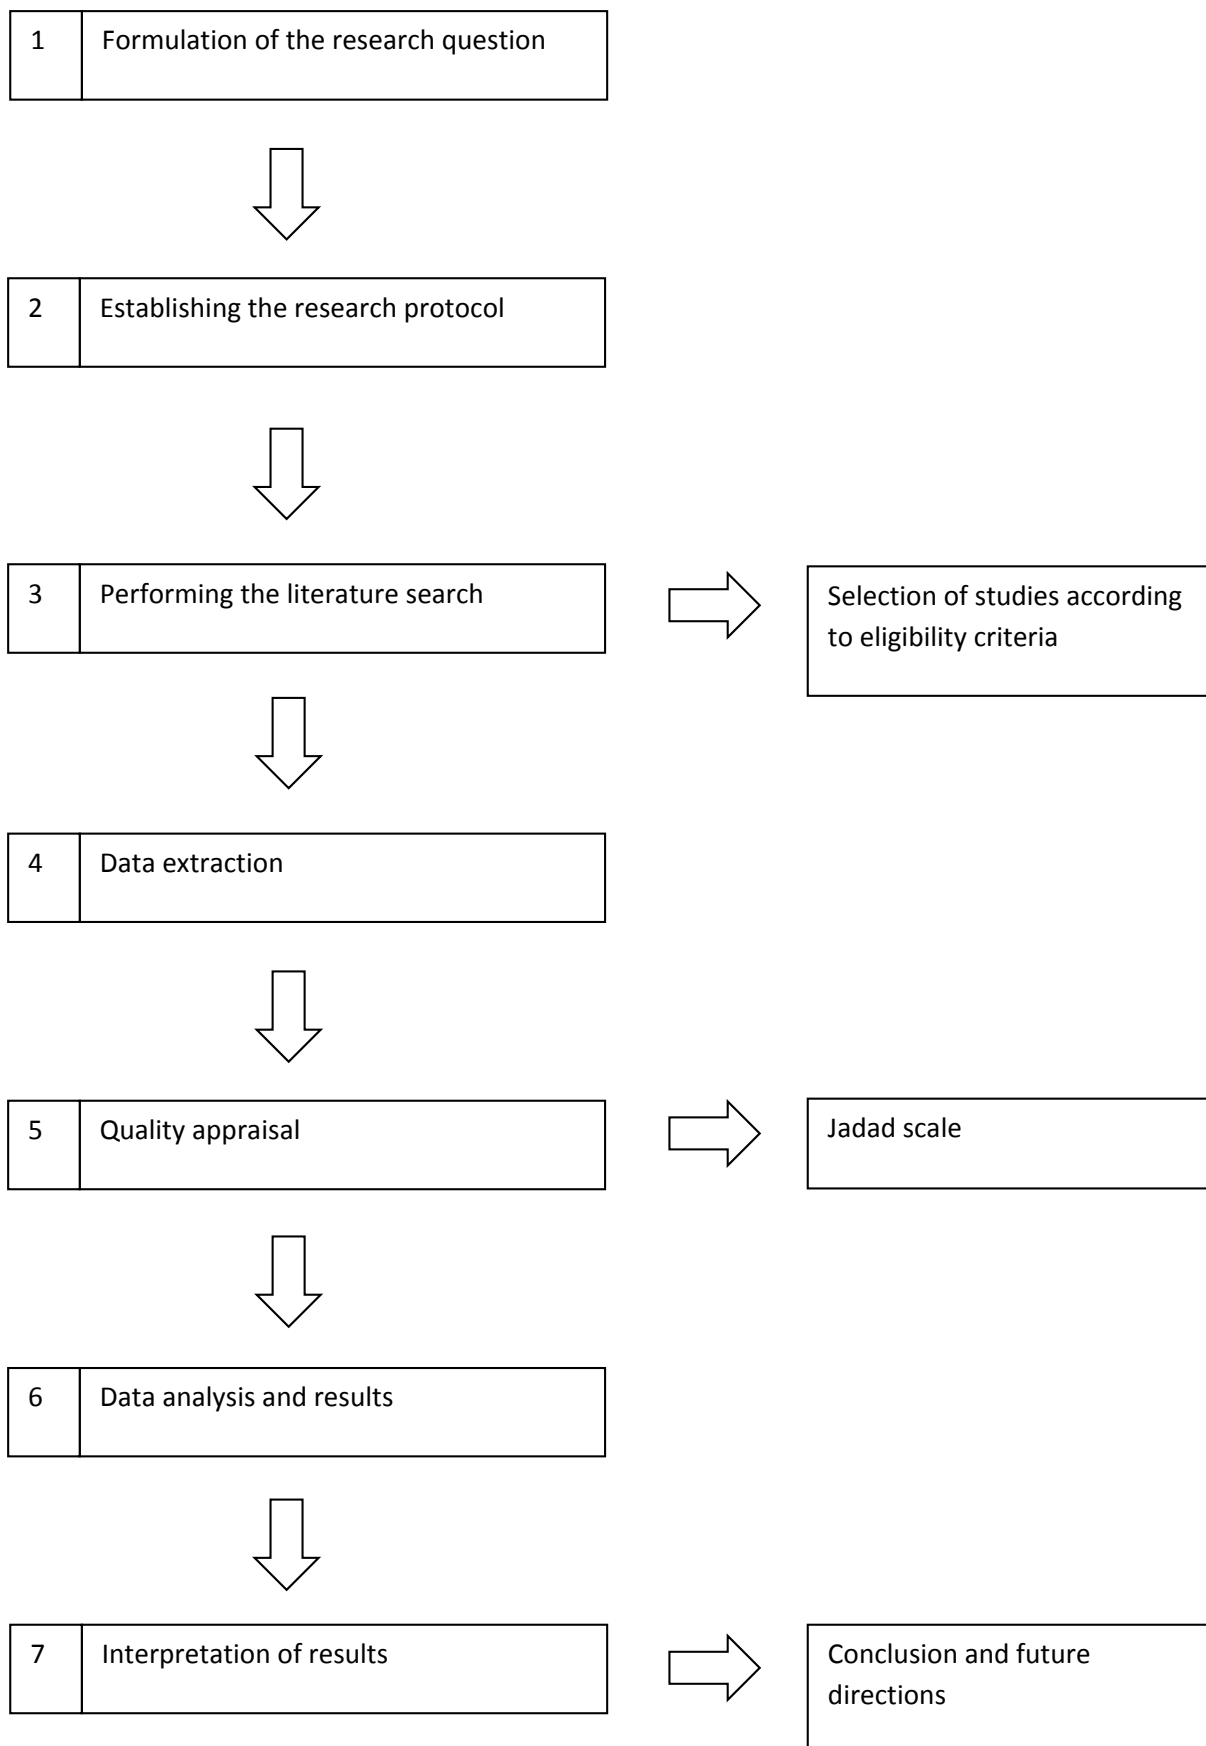 1 Formulation of the research question
2 Establishing the research protocol
3 Performing the literature search
Selection of studies according
to eligibility criteria
4 Data extraction
5 Quality appraisal
Jadad scale
6 Data analysis and results
7 Interpretation of results
Conclusion and future
directions